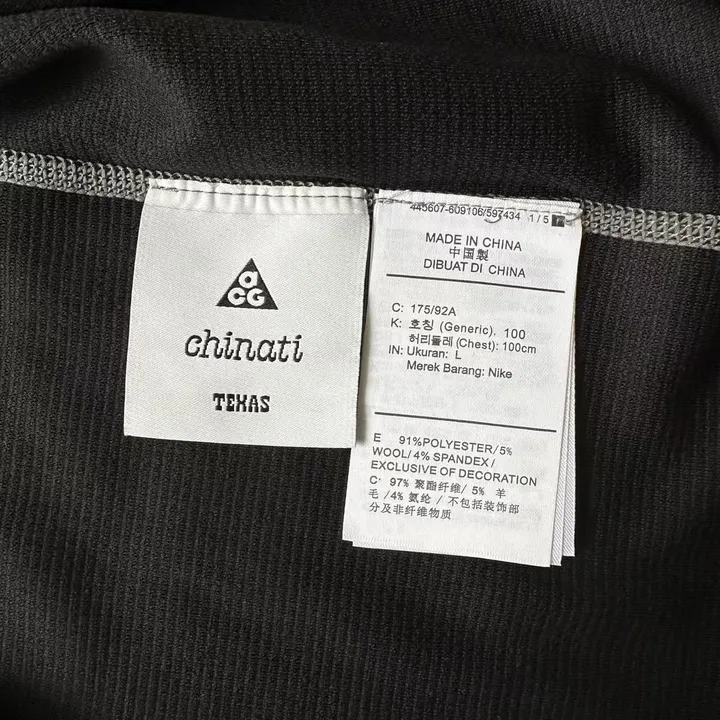 aCG
chinati
TEXAS
445607-609106/597434 1/5
MADE IN CHINA
中国製
DIBUAT DI CHINA
C: 175/92A
K: 호칭 (Generic). 100
허리둘레 (Chest): 100cm
IN: Ukuran: L
Merek Barang: Nike
E 91%POLYESTER/5%
WOOL/4% SPANDEX/
EXCLUSIVE OF DECORATION
C' 97% 聚酯纤维/ 5% 羊
毛 /4% 氨纶 / 不包括装饰部
分及非纤维物质